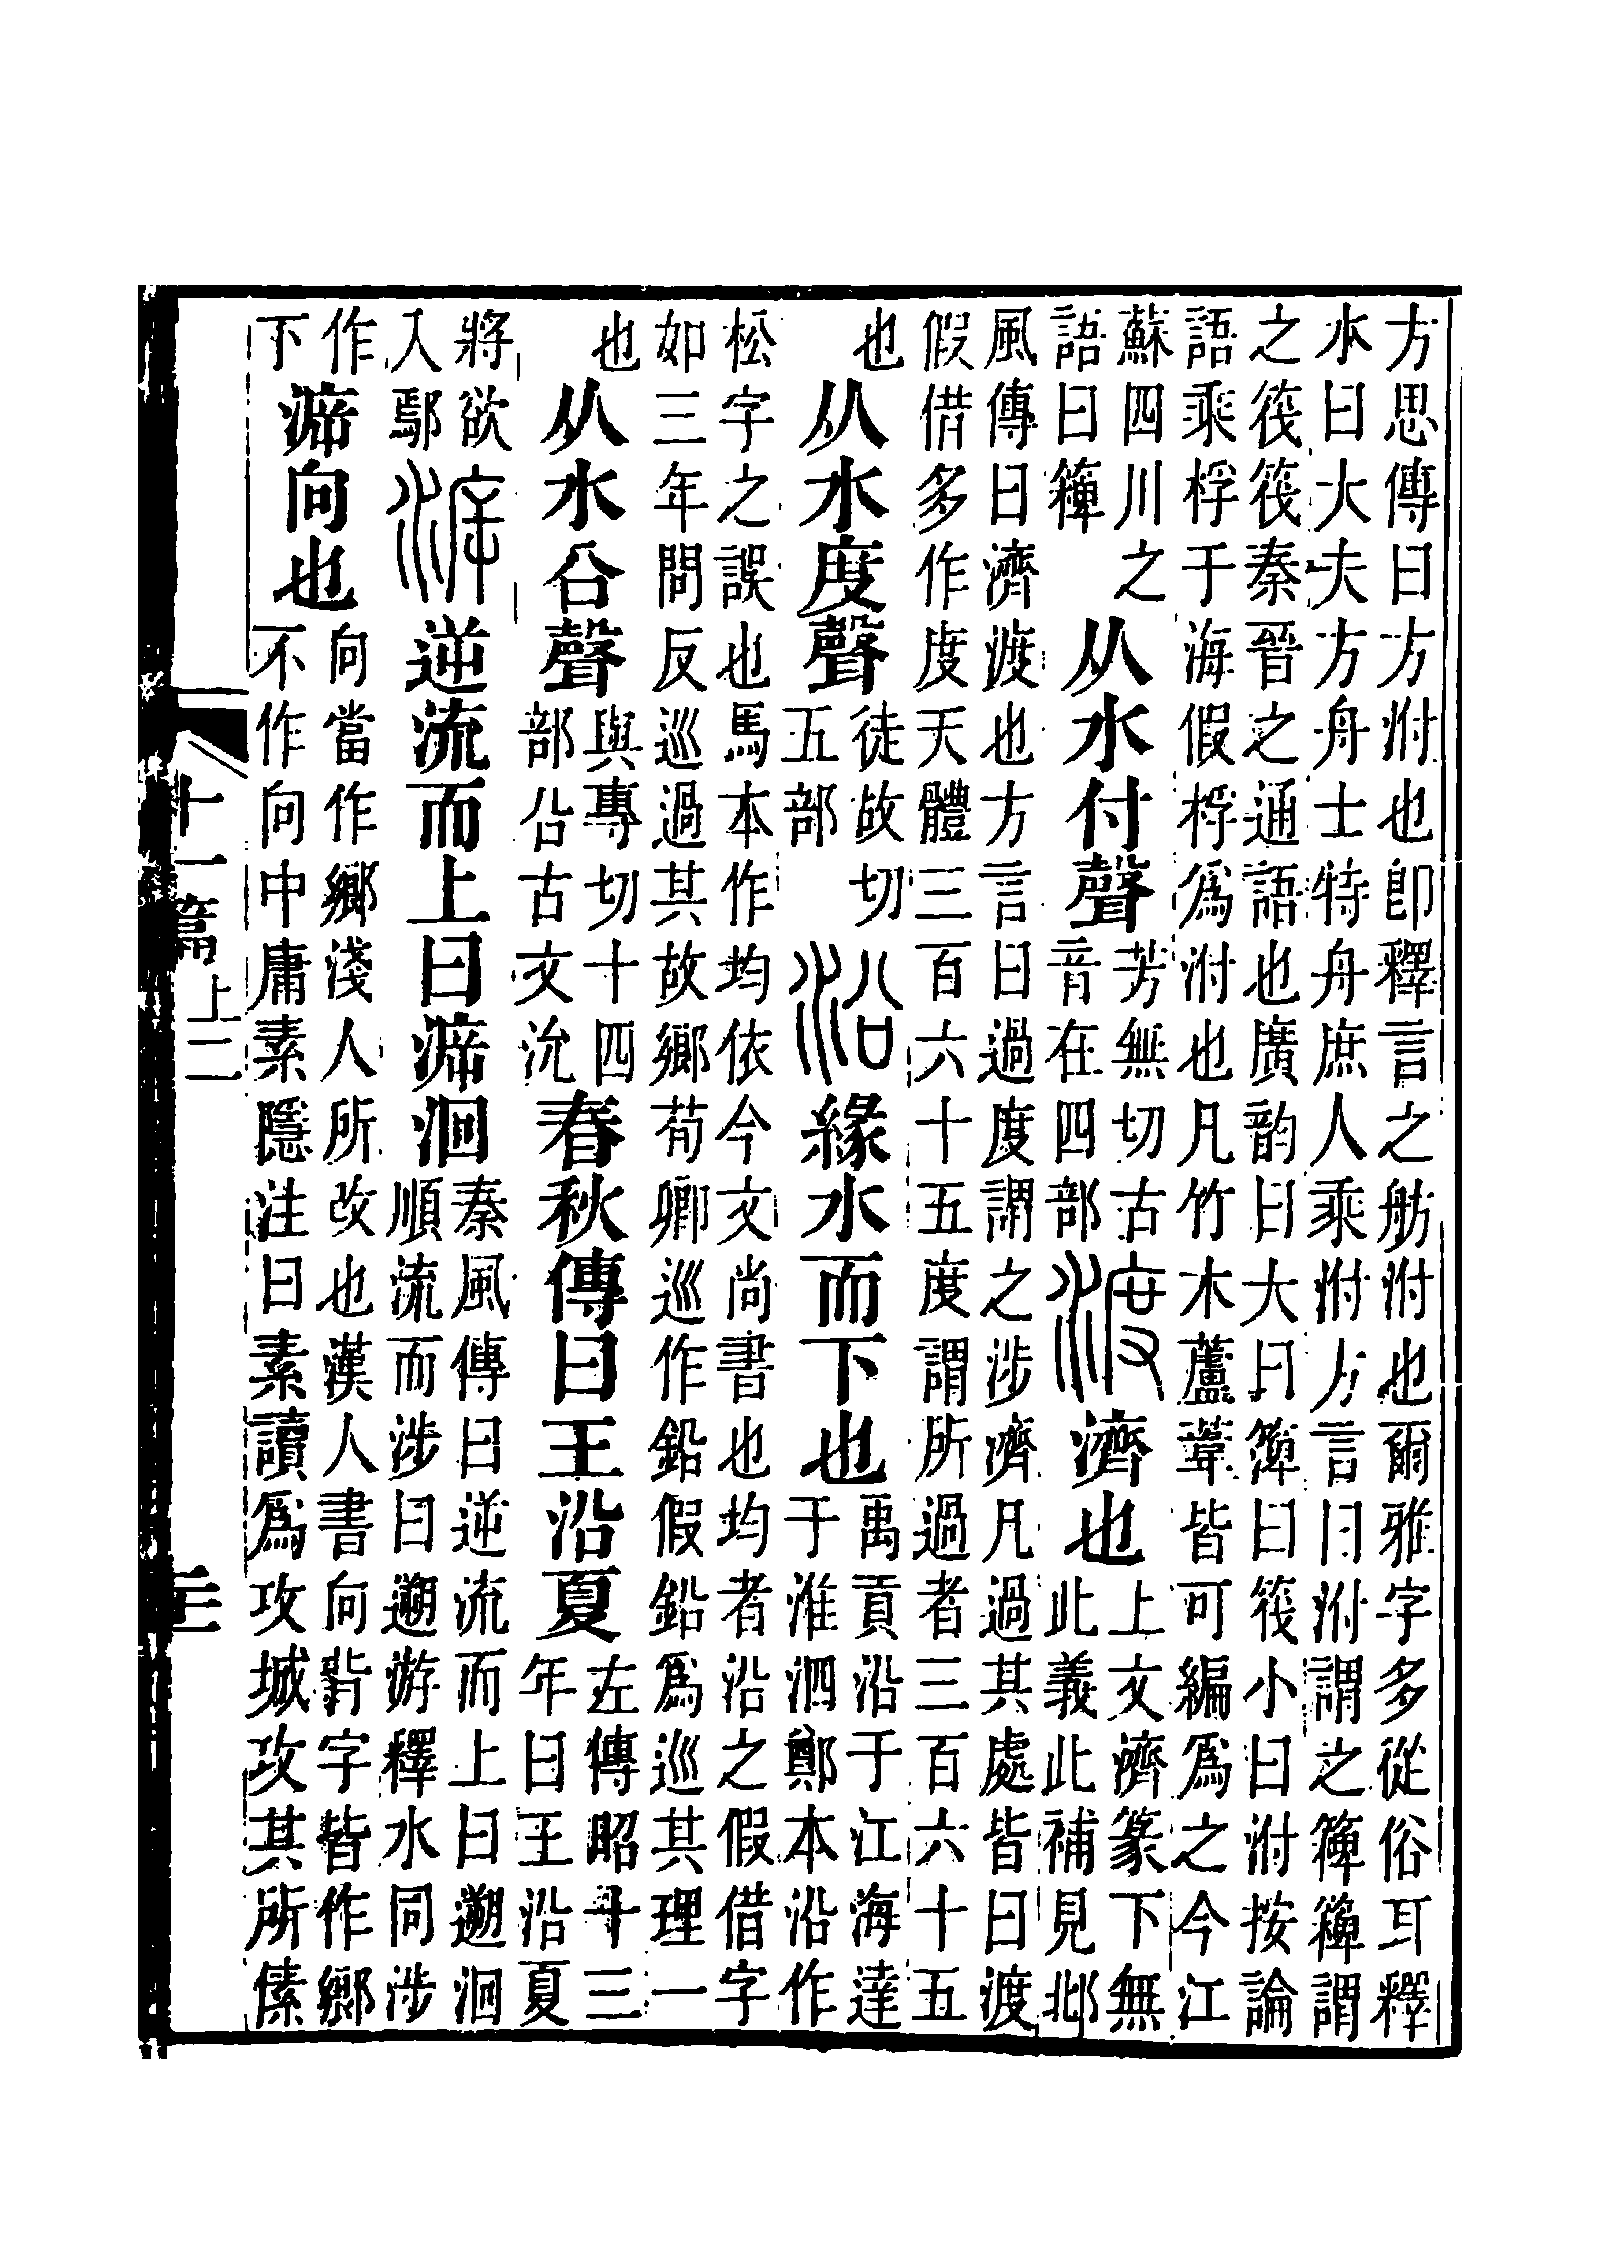 方思傳曰方泭也卽釋言之舫泭也爾雅字多從俗耳釋
水曰大夫方舟士特舟庶人乘泭方言曰泭謂之𥱼𥱼謂
之筏筏秦晉之通語也廣韵曰大曰簰曰筏小曰泭按論
語乘桴于海假桴爲泭也凡竹木蘆葦皆可編爲之今江
蘇四川之
語曰𥱼
从水付聲
芳無切古
音在四部
渡
濟也
上文濟篆下無
此義此補見邶
風傳曰濟渡也方言曰過度謂之涉濟凡過其處皆曰渡
假借多作度天體三百六十五度謂所過者三百六十五
也
从水度聲
徒故切
五部
沿
緣水而下也
禹貢沿于江海達
于淮泗鄭本沿作
松字之誤也馬本作均依今文尚書也均者沿之假借字
如三年問反巡過其故鄉荀卿巡作鉛假鉛爲巡其理一
也
从水㕣聲
與專切十四
部㕣古文沇
春秋傳曰王沿夏
左傳昭十三
年曰王沿夏
將欲
入鄢
㴑
逆流而上曰㴑洄
秦風傳曰逆流而上曰遡洄
順流而涉曰遡游釋水同涉
作
下
㴑向也
向當作鄉淺人所改也漢人書向背字皆作鄉
不作向中庸素隱注曰素讀爲攻城攻其所傃
十一篇上二